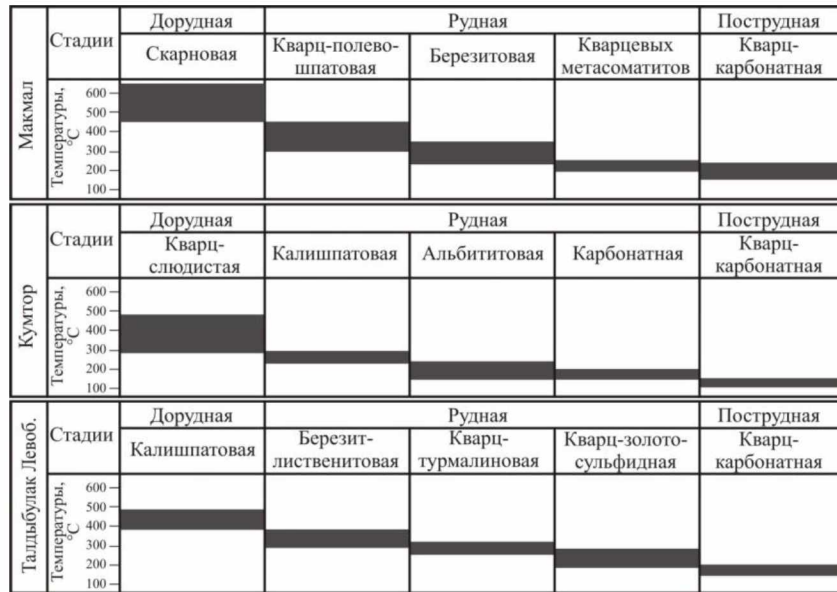 Макмал
Стадии
Дорудная
Рудная
Пострудная
Скарновая
Кварц-полево-
шпатовая
Березитовая
Кварцевых
метасоматитов
Кварц-
карбонатная
Температуры,
°С
600
500
400
300
200
100
Кумтор
Стадии
Дорудная
Рудная
Пострудная
Кварц-
слюдистая
Калишпатовая
Альбититовая
Карбонатная
Кварц-
карбонатная
Температуры,
°С
600
500
400
300
200
100
Талдыбулак Левоб.
Стадии
Дорудная
Рудная
Пострудная
Калишпатовая
Березит-
лиственитовая
Кварц-
турмалиновая
Кварц-золото-
сульфидная
Кварц-
карбонатная
Температуры,
°С
600
500
400
300
200
100